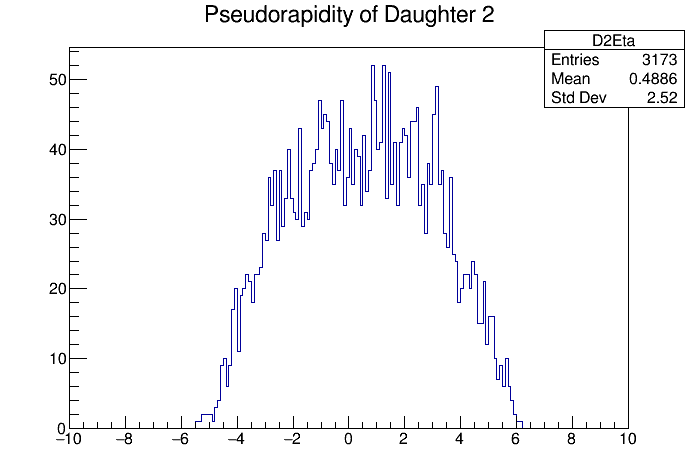 Pseudorapidity of Daughter 2
D2Eta
Entries 3173
Mean 0.4886
Std Dev 2.52
50
40
30
20
10
0
−10 −8 −6 −4 −2 0 2 4 6 8 10